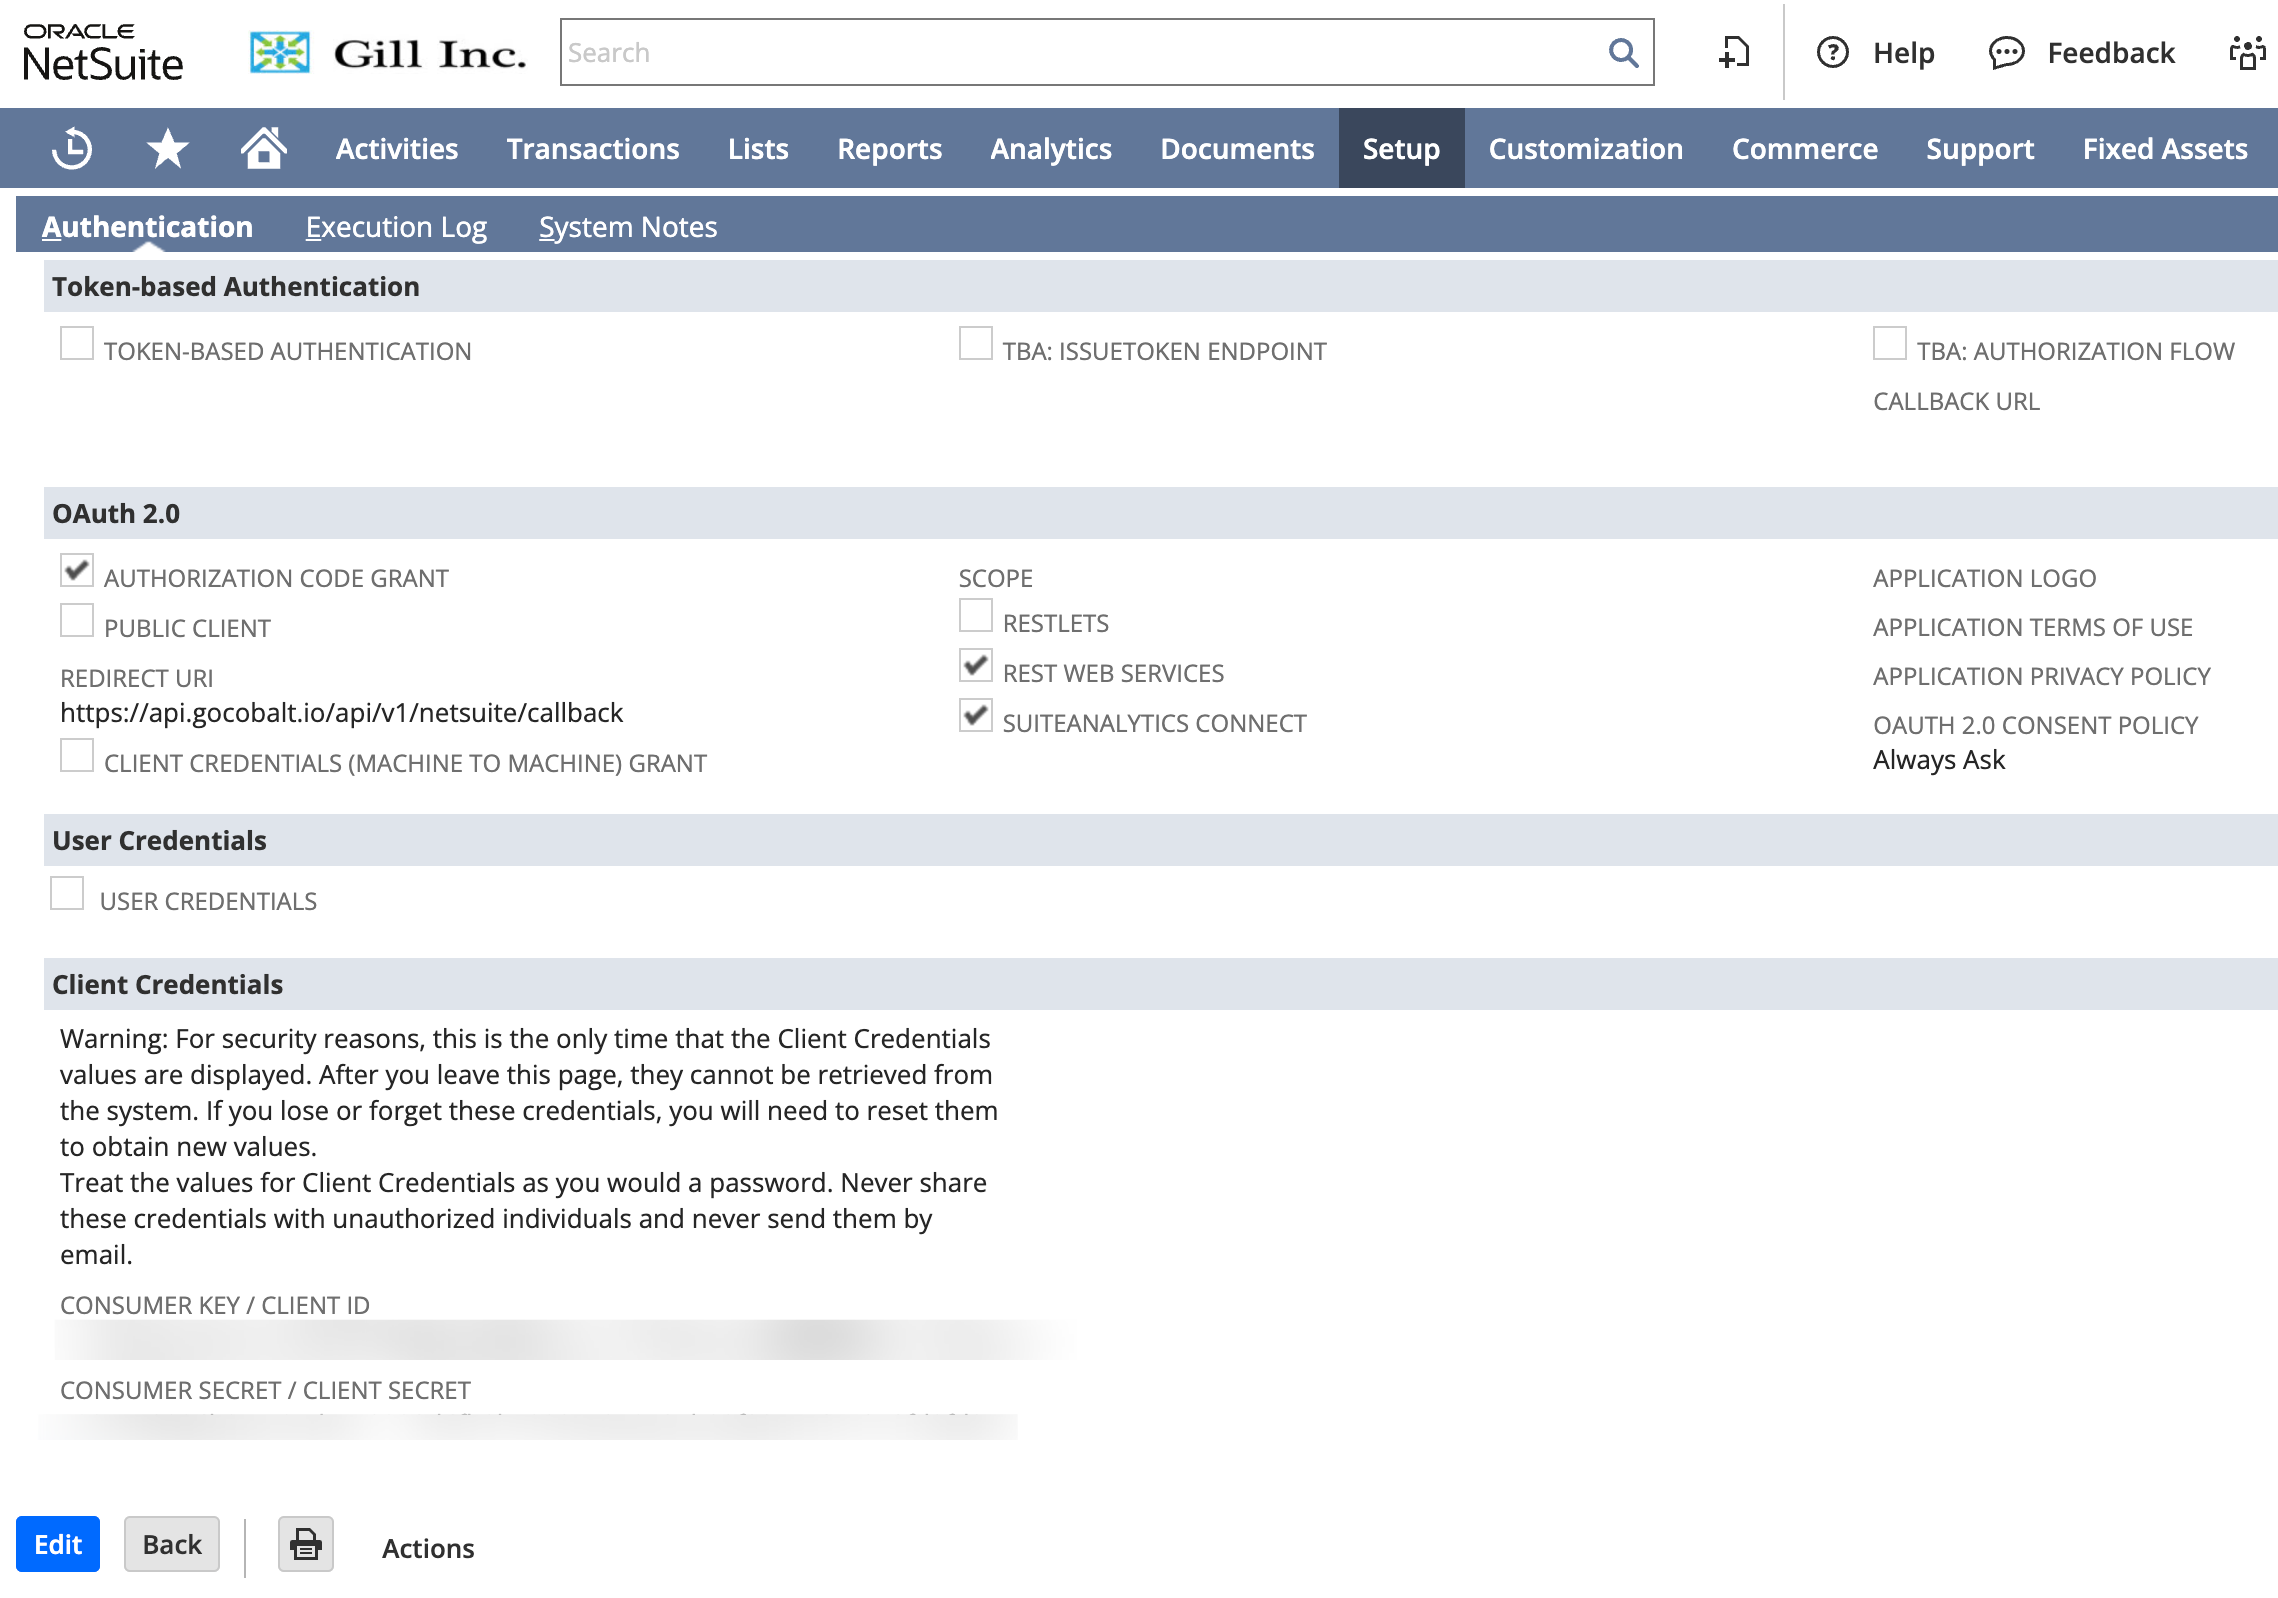 ORACLE
NetSuite
Gill Inc.
Search
Help
Feedback
Activities
Transactions
Lists
Reports
Analytics
Documents
Setup
Customization
Commerce
Support
Fixed Assets
Authentication
Execution Log
System Notes
Token-based Authentication
TOKEN-BASED AUTHENTICATION
TBA: ISSUETOKEN ENDPOINT
TBA: AUTHORIZATION FLOW
CALLBACK URL
OAuth 2.0
AUTHORIZATION CODE GRANT
PUBLIC CLIENT
REDIRECT URI
https://api.gocobalt.io/api/v1/netsuite/callback
CLIENT CREDENTIALS (MACHINE TO MACHINE) GRANT
SCOPE
RESTLETS
REST WEB SERVICES
SUITEANALYTICS CONNECT
APPLICATION LOGO
APPLICATION TERMS OF USE
APPLICATION PRIVACY POLICY
OAUTH 2.0 CONSENT POLICY
Always Ask
User Credentials
USER CREDENTIALS
Client Credentials
Warning: For security reasons, this is the only time that the Client Credentials
values are displayed. After you leave this page, they cannot be retrieved from
the system. If you lose or forget these credentials, you will need to reset them
to obtain new values.
Treat the values for Client Credentials as you would a password. Never share
these credentials with unauthorized individuals and never send them by
email.
CONSUMER KEY / CLIENT ID
CONSUMER SECRET / CLIENT SECRET
Edit
Back
Actions